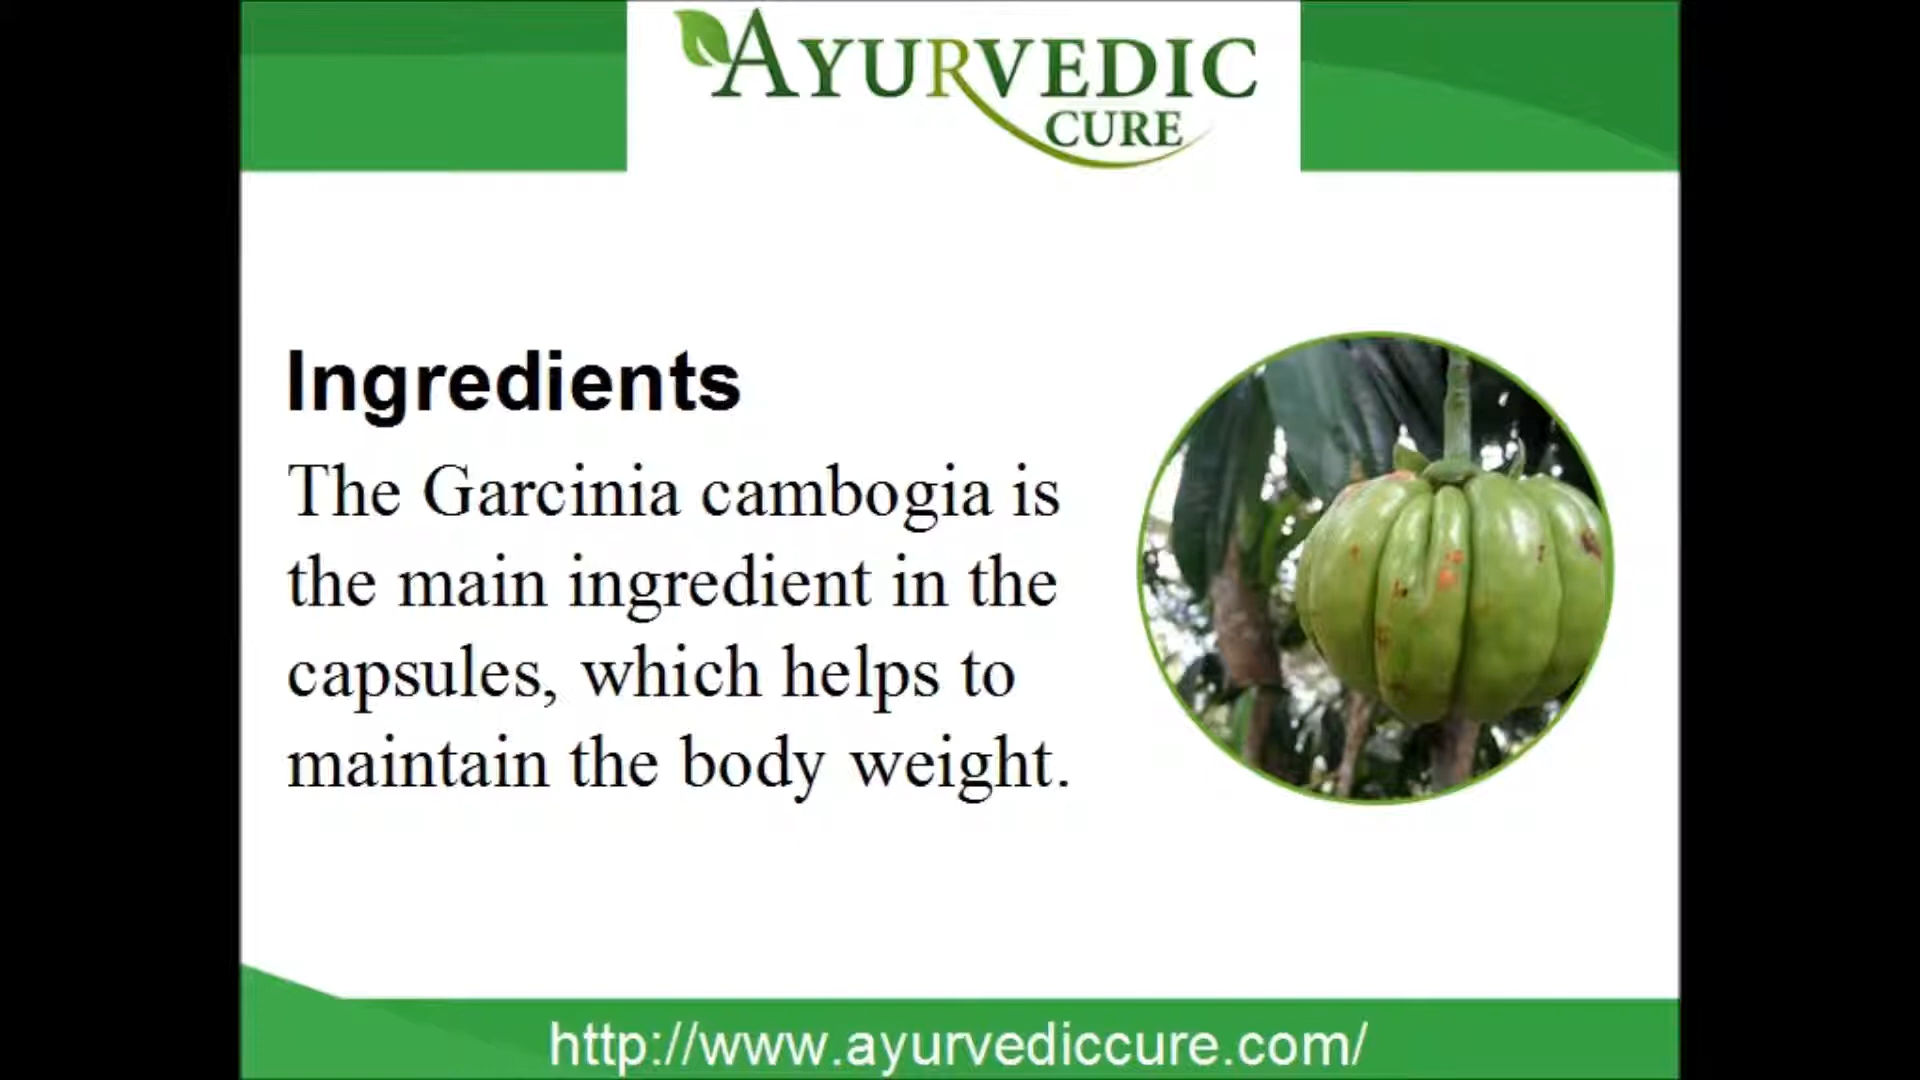 AYURVEDIC
CURE
Ingredients
The Garcinia cambogia is
the main ingredient in the
capsules, which helps to
maintain the body weight.
http://www.ayurvediccure.com/